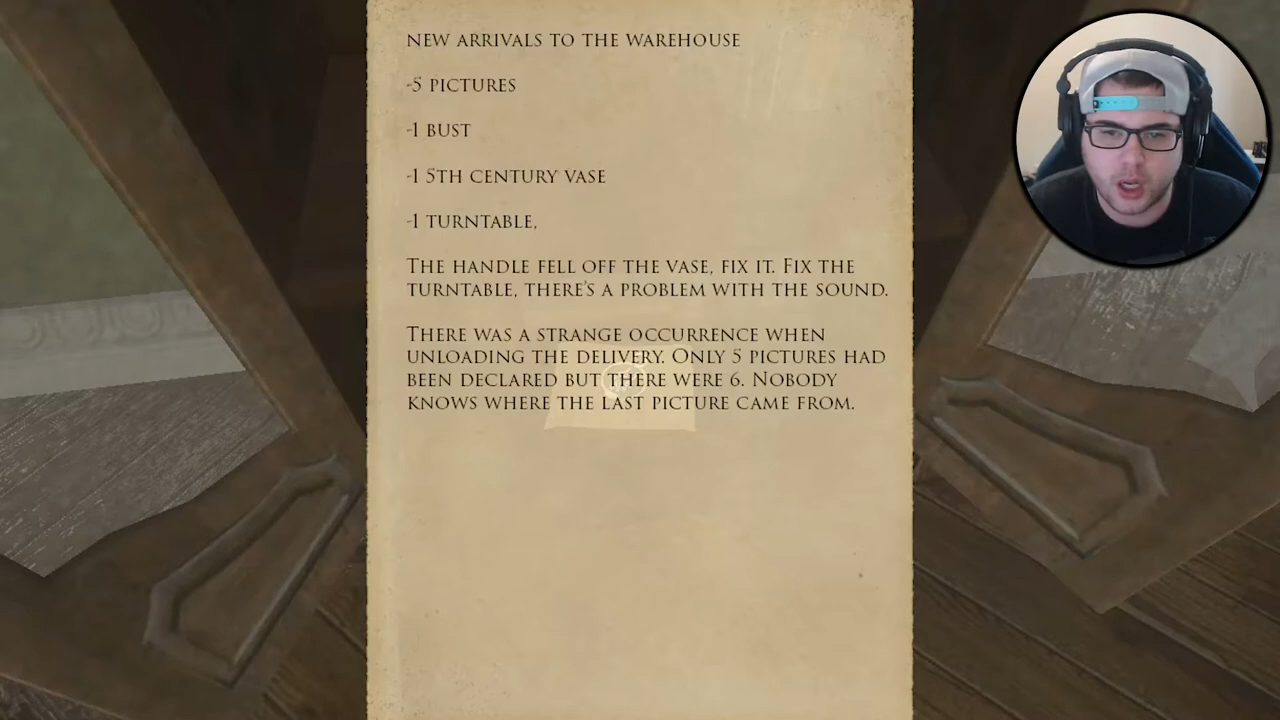 NEW ARRIVALS TO THE WAREHOUSE
-5 PICTURES
-1 BUST
-1 5TH CENTURY VASE
-1 TURNTABLE,
THE HANDLE FELL OFF THE VASE, FIX IT. FIX THE
TURNTABLE, THERE'S A PROBLEM WITH THE SOUND.
THERE WAS A STRANGE OCCURRENCE WHEN
UNLOADING THE DELIVERY. ONLY 5 PICTURES HAD
BEEN DECLARED BUT THERE WERE 6. NOBODY
KNOWS WHERE THE LAST PICTURE CAME FROM.